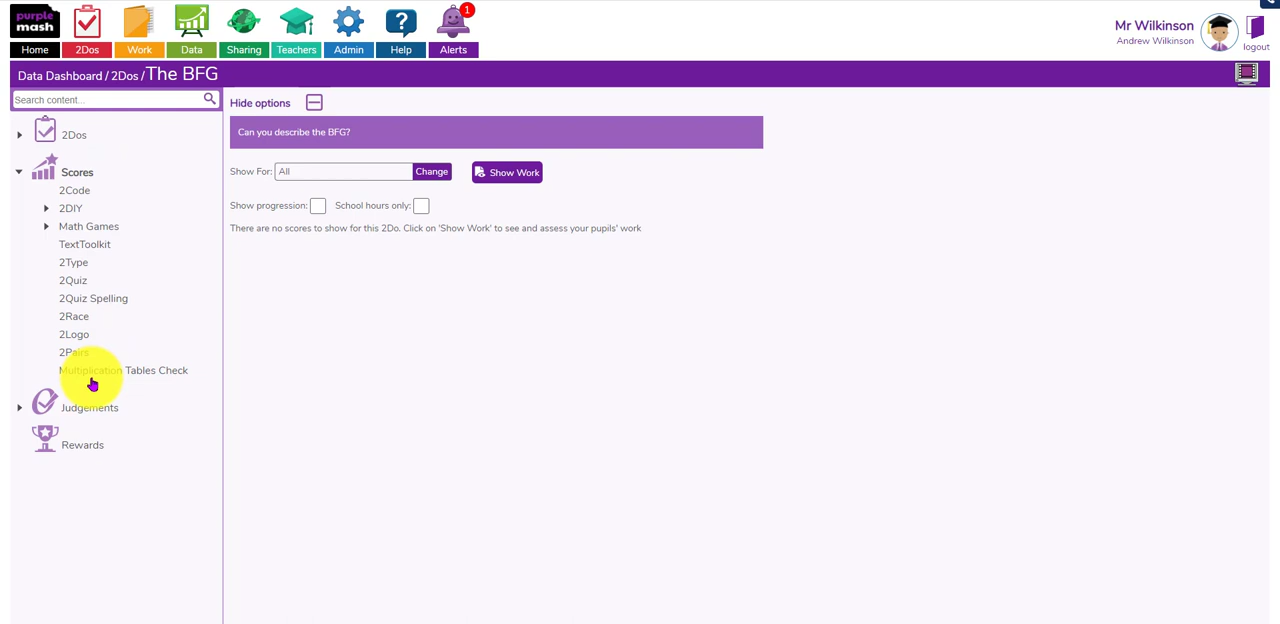 purple
mash
1
Mr Wilkinson
Andrew Wilkinson
logout
Home 2Dos Work Data Sharing Teachers Admin Help Alerts
Data Dashboard / 2Dos /The BFG
Search content...
Hide options
2Dos
Can you describe the BFG?
Scores
Show For: All Change Show Work
2Code
2DIY
Show progression: School hours only:
Math Games
There are no scores to show for this 2Do. Click on 'Show Work' to see and assess your pupils' work
TextToolkit
2Type
2Quiz
2Quiz Spelling
2Race
2Logo
2Pairs
Multiplication Tables Check
Judgements
Rewards